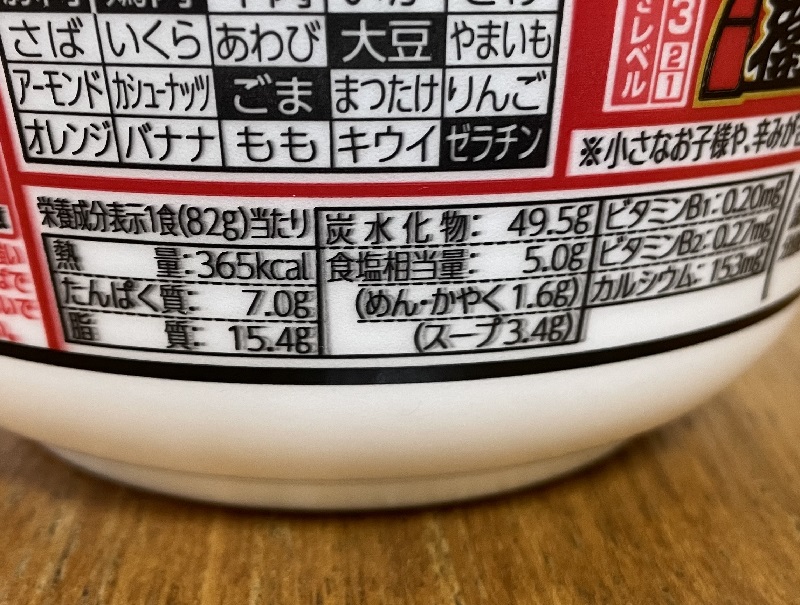 さば いくら あわび 大豆 やまいも
アーモンド カシューナッツ ごま まつたけ りんご
オレンジ バナナ もも キウイ ゼラチン
レベル 3 2 1
※小さなお子様や、辛みが
栄養成分表示1食(82g)当たり
熱量:365kcal
たんぱく質: 7.0g
脂質: 15.4g
炭水化物: 49.5g
食塩相当量: 5.0g
(めん・かやく 1.6g)
(スープ 3.4g)
ビタミンB1: 0.20mg
ビタミンB2: 0.27mg
カルシウム: 153mg